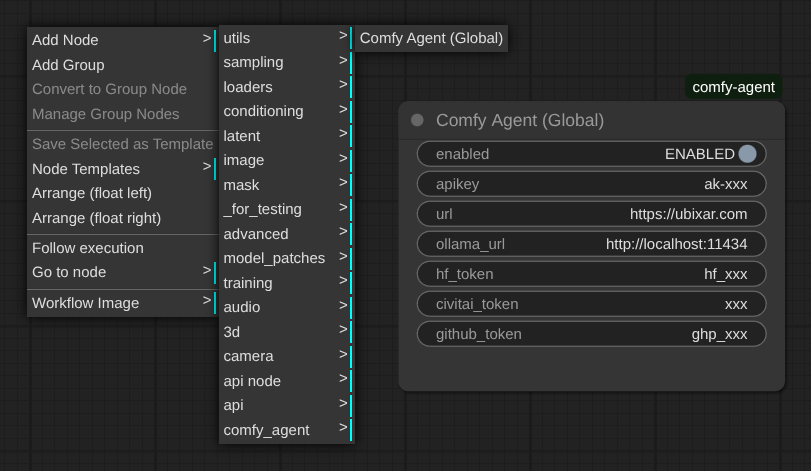 Add Node >
Add Group
Convert to Group Node
Manage Group Nodes
Save Selected as Template
Node Templates >
Arrange (float left)
Arrange (float right)
Follow execution
Go to node >
Workflow Image >
utils >
sampling >
loaders >
conditioning >
latent >
image >
mask >
_for_testing >
advanced >
model_patches >
training >
audio >
3d >
camera >
api node >
api >
comfy_agent >
Comfy Agent (Global)
comfy-agent
Comfy Agent (Global)
enabled ENABLED
apikey ak-xxx
url https://ubixar.com
ollama_url http://localhost:11434
hf_token hf_xxx
civitai_token xxx
github_token ghp_xxx